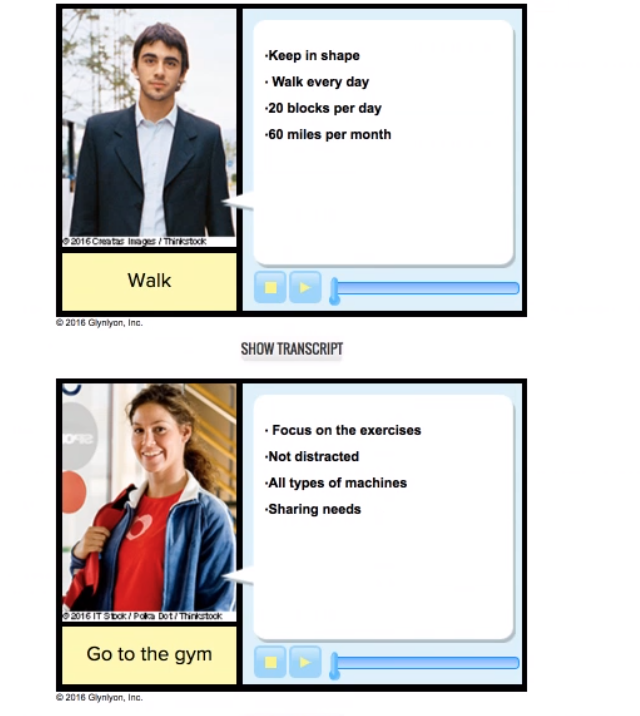 ·Keep in shape
· Walk every day
·20 blocks per day
·60 miles per month
© 2016 Creatas Images / Thinkstock
Walk
© 2016 Glynlyon, Inc.
SHOW TRANSCRIPT
· Focus on the exercises
·Not distracted
·All types of machines
·Sharing needs
© 2016 IT Stock / Polka Dot / Thinkstock
Go to the gym
© 2016 Glynlyon, Inc.